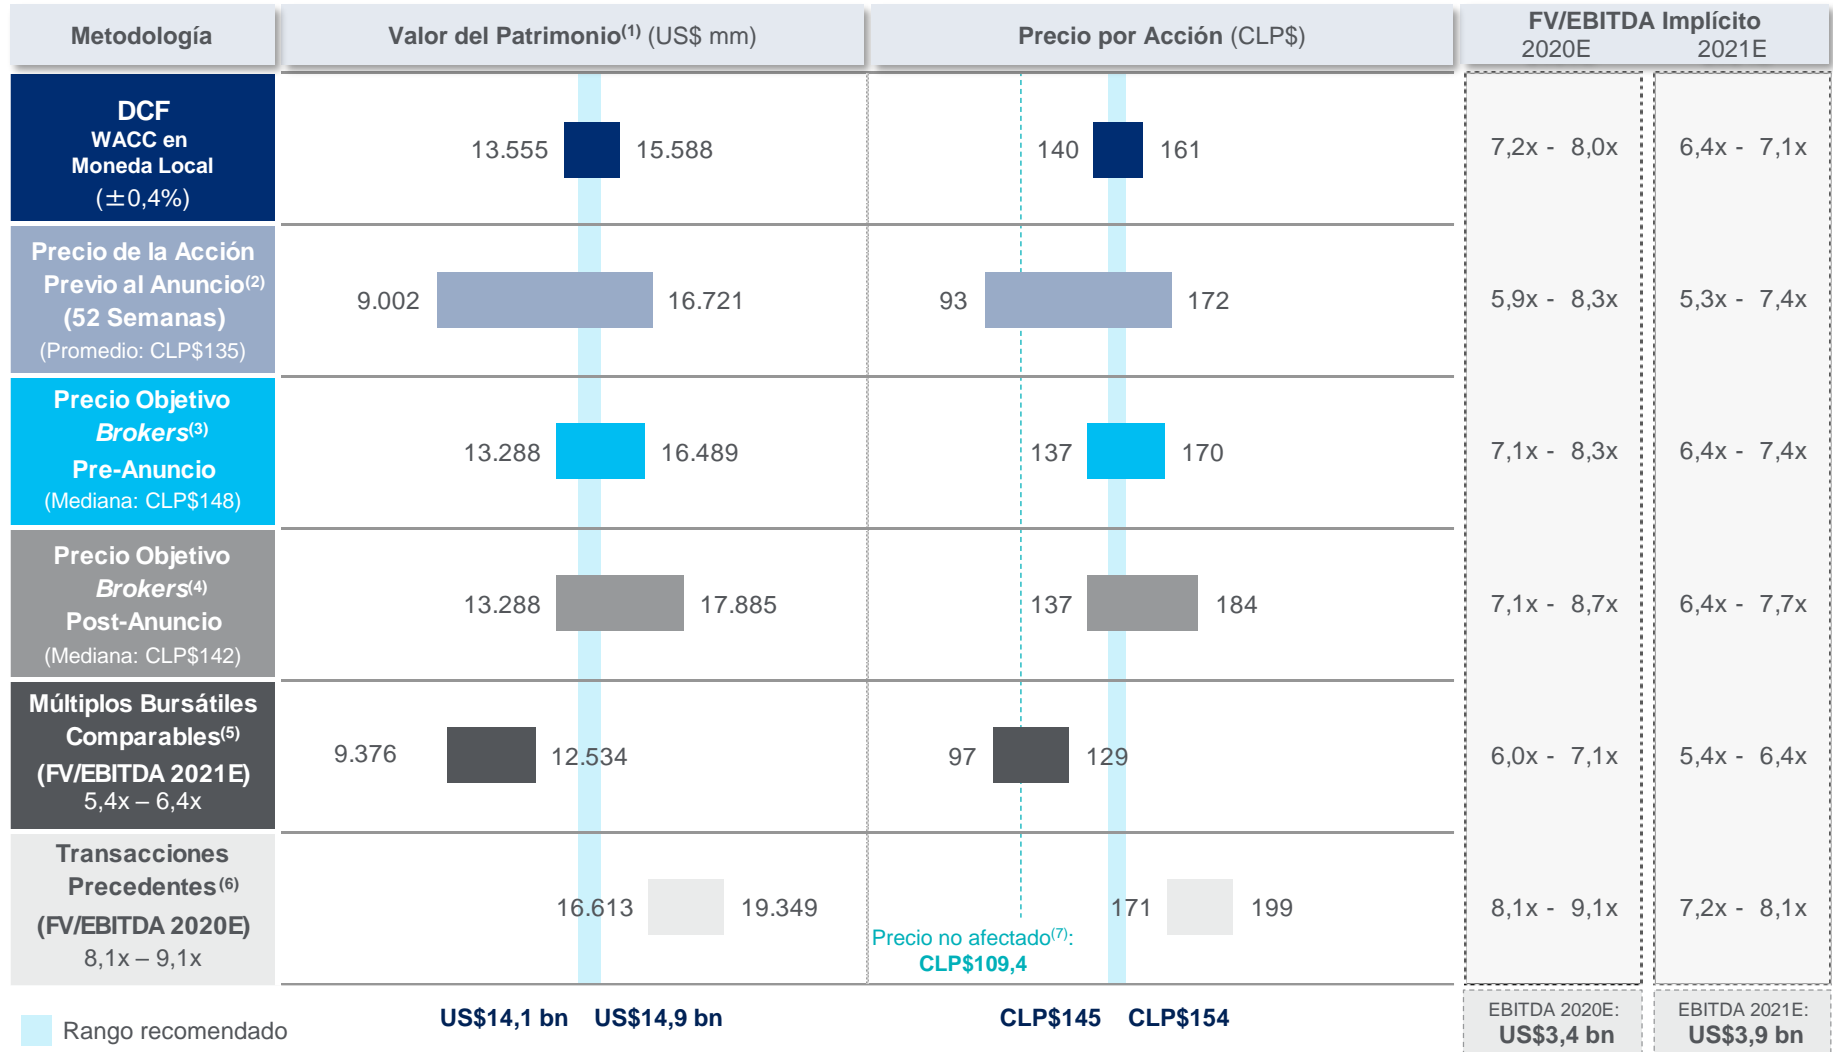 Metodología
Valor del Patrimonio(1) (US$ mm)
Precio por Acción (CLP$)
FV/EBITDA Implícito
2020E 2021E
DCF
WACC en
Moneda Local
(±0,4%)
13.555 15.588
140 161
7,2x - 8,0x
6,4x - 7,1x
Precio de la Acción
Previo al Anuncio(2)
(52 Semanas)
(Promedio: CLP$135)
9.002 16.721
93 172
5,9x - 8,3x
5,3x - 7,4x
Precio Objetivo
Brokers(3)
Pre-Anuncio
(Mediana: CLP$148)
13.288 16.489
137 170
7,1x - 8,3x
6,4x - 7,4x
Precio Objetivo
Brokers(4)
Post-Anuncio
(Mediana: CLP$142)
13.288 17.885
137 184
7,1x - 8,7x
6,4x - 7,7x
Múltiplos Bursátiles
Comparables(5)
(FV/EBITDA 2021E)
5,4x – 6,4x
9.376 12.534
97 129
6,0x - 7,1x
5,4x - 6,4x
Transacciones
Precedentes(6)
(FV/EBITDA 2020E)
8,1x – 9,1x
16.613 19.349
171 199
8,1x - 9,1x
7,2x - 8,1x
Precio no afectado(7):
CLP$109,4
Rango recomendado
US$14,1 bn US$14,9 bn
CLP$145 CLP$154
EBITDA 2020E:
US$3,4 bn
EBITDA 2021E:
US$3,9 bn